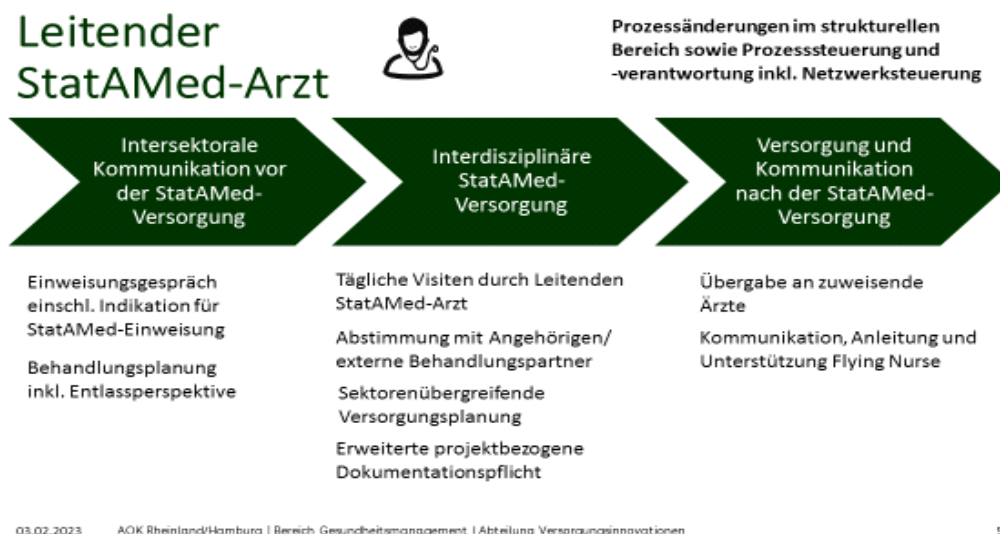 Leitender
StatAMed-Arzt
Prozessänderungen im strukturellen
Bereich sowie Prozesssteuerung und
-verantwortung inkl. Netzwerksteuerung
Intersektorale
Kommunikation vor
der StatAMed-
Versorgung
Interdisziplinäre
StatAMed-
Versorgung
Versorgung und
Kommunikation
nach der StatAMed-
Versorgung
Einweisungsgespräch
einschl. Indikation für
StatAMed-Einweisung
Behandlungsplanung
inkl. Entlassperspektive
Tägliche Visiten durch Leitenden
StatAMed-Arzt
Abstimmung mit Angehörigen/
externe Behandlungspartner
Sektorenübergreifende
Versorgungsplanung
Erweiterte projektbezogene
Dokumentationspflicht
Übergabe an zuweisende
Ärzte
Kommunikation, Anleitung und
Unterstützung Flying Nurse
03.02.2023 AOK Rheinland/Hamburg | Bereich Gesundheitsmanagement | Abteilung Versorgungsinnovationen